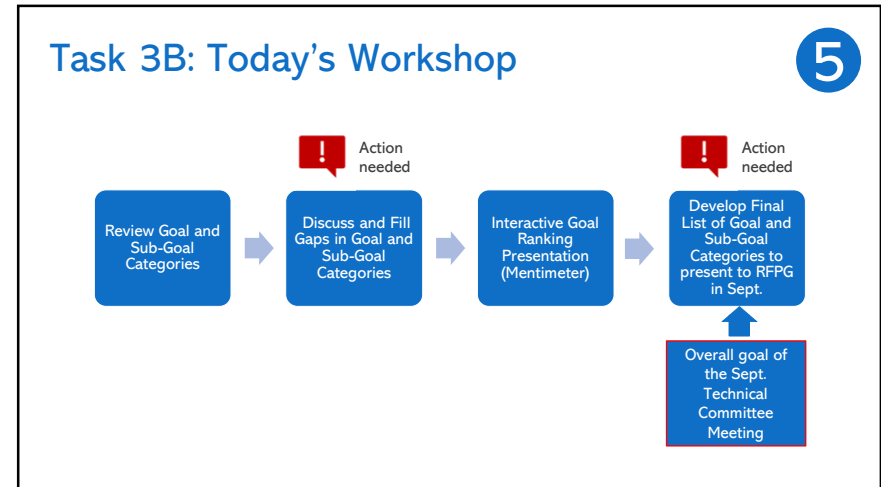 Task 3B: Today's Workshop
5
!
Action
needed
!
Action
needed
Review Goal and
Sub-Goal
Categories
Discuss and Fill
Gaps in Goal and
Sub-Goal
Categories
Interactive Goal
Ranking
Presentation
(Mentimeter)
Develop Final
List of Goal and
Sub-Goal
Categories to
present to RFPG
in Sept.
Overall goal of
the Sept.
Technical
Committee
Meeting